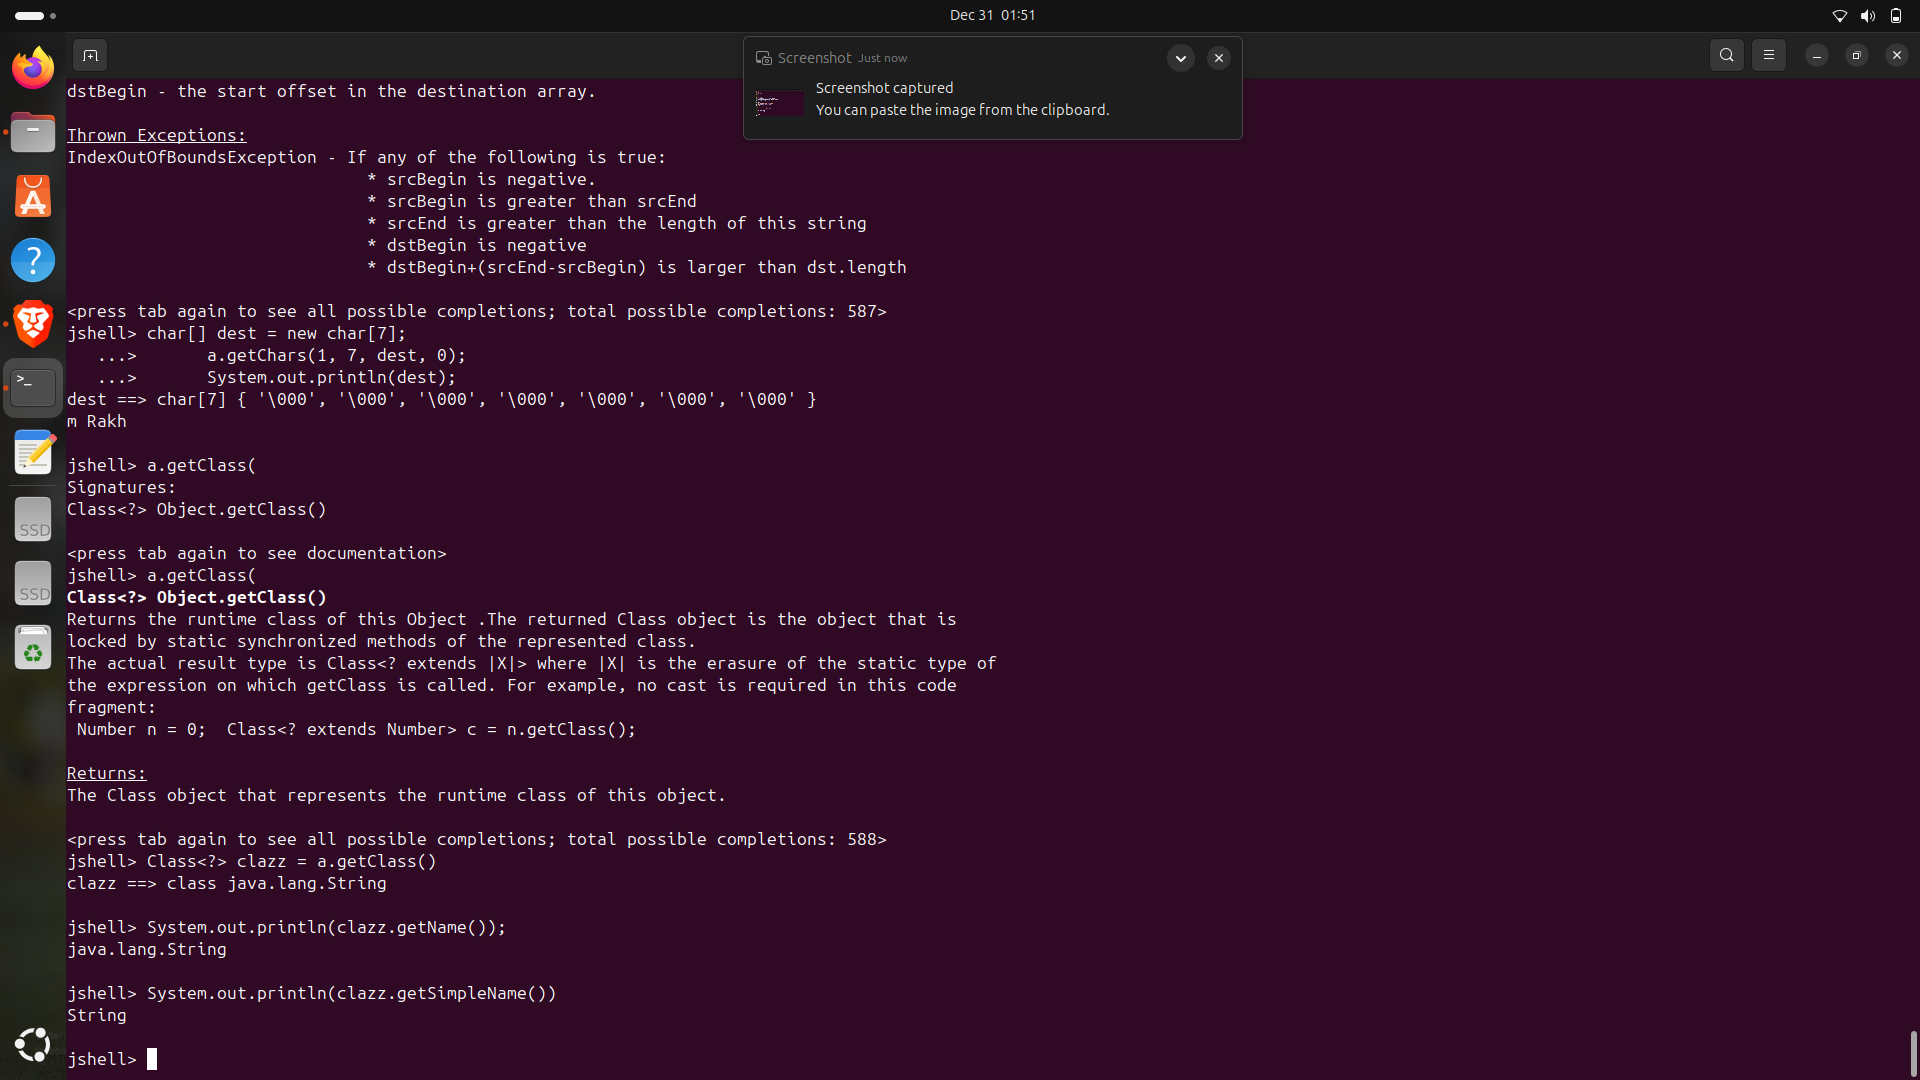 Dec 31 01:51
Screenshot Just now
Screenshot captured
You can paste the image from the clipboard.
dstBegin - the start offset in the destination array.
Thrown Exceptions:
IndexOutOfBoundsException - If any of the following is true:
* srcBegin is negative.
* srcBegin is greater than srcEnd
* srcEnd is greater than the length of this string
* dstBegin is negative
* dstBegin+(srcEnd-srcBegin) is larger than dst.length
<press tab again to see all possible completions; total possible completions: 587>
jshell> char[] dest = new char[7];
...> a.getChars(1, 7, dest, 0);
...> System.out.println(dest);
dest ==> char[7] { '\000', '\000', '\000', '\000', '\000', '\000', '\000' }
m Rakh
jshell> a.getClass(
Signatures:
Class<?> Object.getClass()
<press tab again to see documentation>
jshell> a.getClass(
Class<?> Object.getClass()
Returns the runtime class of this Object .The returned Class object is the object that is
locked by static synchronized methods of the represented class.
The actual result type is Class<? extends |X|> where |X| is the erasure of the static type of
the expression on which getClass is called. For example, no cast is required in this code
fragment:
Number n = 0;  Class<? extends Number> c = n.getClass();
Returns:
The Class object that represents the runtime class of this object.
<press tab again to see all possible completions; total possible completions: 588>
jshell> Class<?> clazz = a.getClass()
clazz ==> class java.lang.String
jshell> System.out.println(clazz.getName());
java.lang.String
jshell> System.out.println(clazz.getSimpleName())
String
jshell>
SSD
SSD